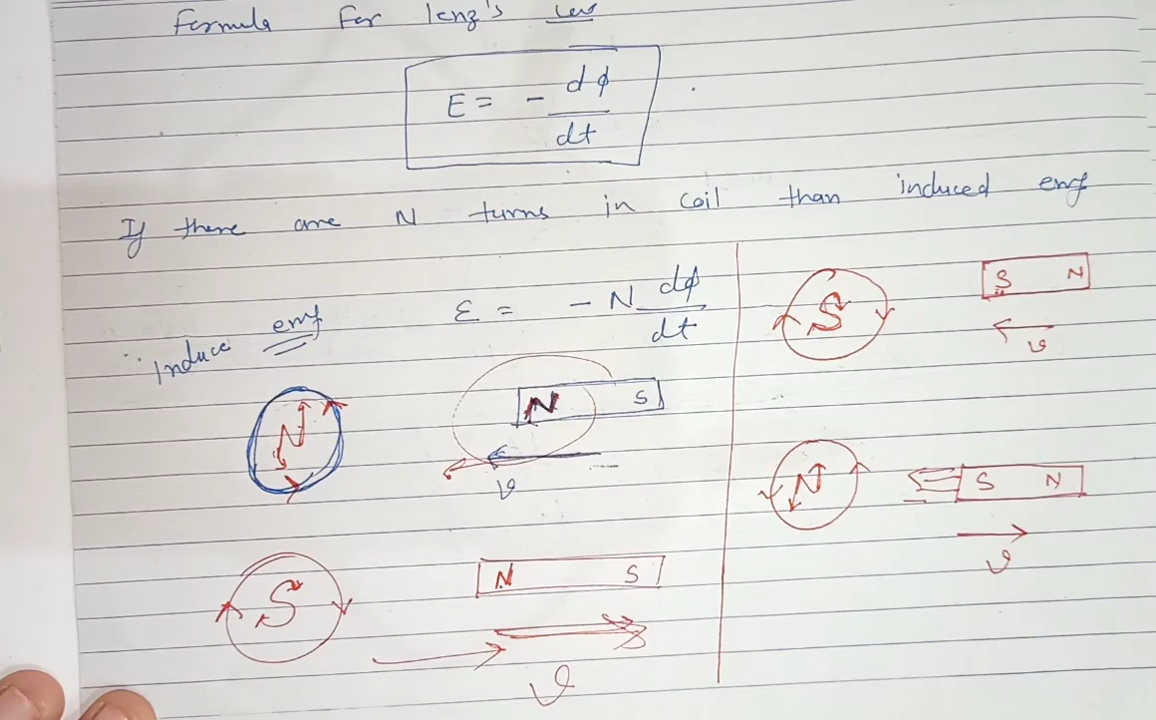 Formula For lenz's law
E = - dφ/dt
If there are N turns in coil than induced emf
ε = - N dφ/dt
∵ induce emf
N
N S
v
S
N S
v
S
S N
v
N
S N
v